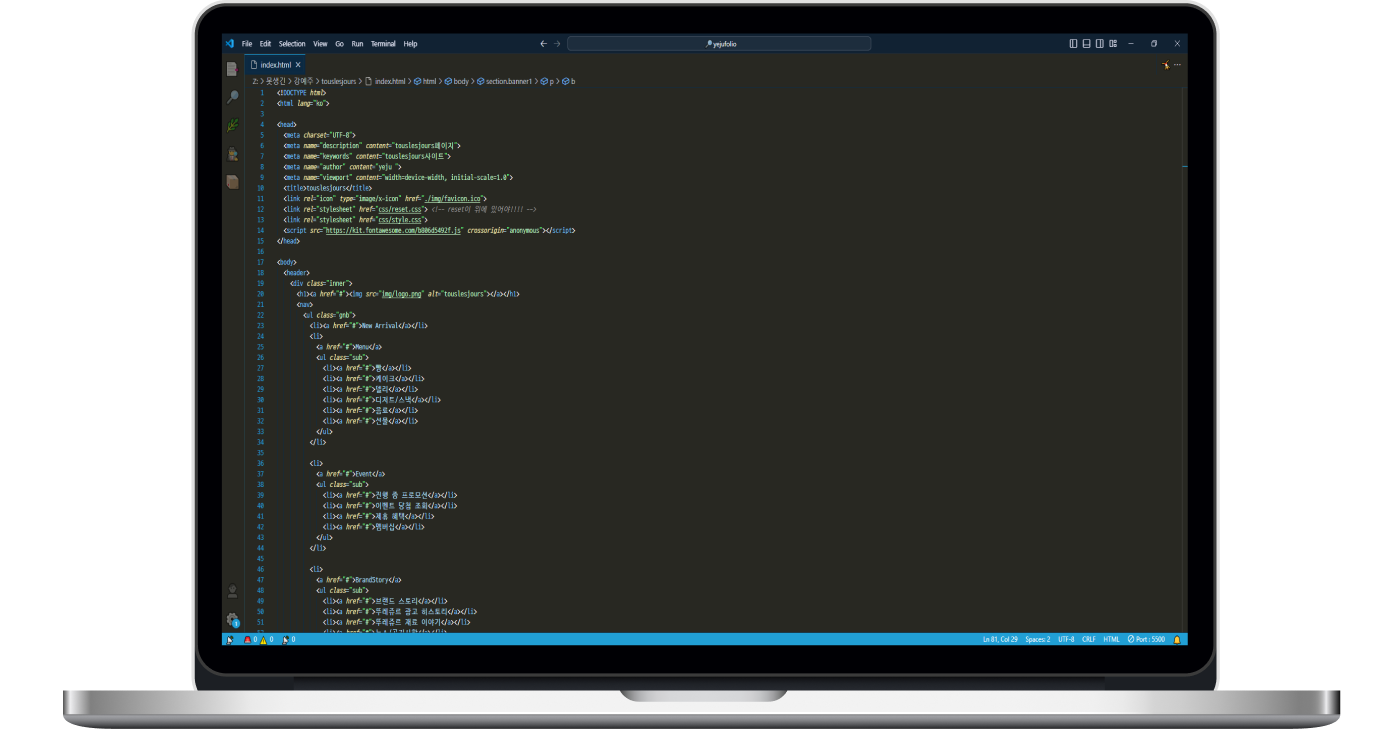 File Edit Selection View Go Run Terminal Help
yejufolio
index.html
Z: > 못생긴 > 강예주 > touslesjours > index.html > html > body > section.banner1 > p > b
1 <!DOCTYPE html>
2 <html lang="ko">
3
4 <head>
5 <meta charset="UTF-8">
6 <meta name="description" content="touslesjours페이지">
7 <meta name="keywords" content="touslesjours사이트">
8 <meta name="author" content="yeju ">
9 <meta name="viewport" content="width=device-width, initial-scale=1.0">
10 <title>touslesjours</title>
11 <link rel="icon" type="image/x-icon" href="./img/favicon.ico">
12 <link rel="stylesheet" href="css/reset.css"> <!-- reset이 위에 있어야!!!! -->
13 <link rel="stylesheet" href="css/style.css">
14 <script src="https://kit.fontawesome.com/b806d5492f.js" crossorigin="anonymous"></script>
15 </head>
16
17 <body>
18 <header>
19 <div class="inner">
20 <h1><a href="#"><img src="img/logo.png" alt="touslesjours"></a></h1>
21 <nav>
22 <ul class="gnb">
23 <li><a href="#">New Arrival</a></li>
24 <li>
25 <a href="#">Menu</a>
26 <ul class="sub">
27 <li><a href="#">빵</a></li>
28 <li><a href="#">케이크</a></li>
29 <li><a href="#">델리</a></li>
30 <li><a href="#">디저트/스낵</a></li>
31 <li><a href="#">음료</a></li>
32 <li><a href="#">선물</a></li>
33 </ul>
34 </li>
35
36 <li>
37 <a href="#">Event</a>
38 <ul class="sub">
39 <li><a href="#">진행 중 프로모션</a></li>
40 <li><a href="#">이벤트 당첨 조회</a></li>
41 <li><a href="#">제휴 혜택</a></li>
42 <li><a href="#">멤버십</a></li>
43 </ul>
44 </li>
45
46 <li>
47 <a href="#">BrandStory</a>
48 <ul class="sub">
49 <li><a href="#">브랜드 스토리</a></li>
50 <li><a href="#">뚜레쥬르 광고 히스토리</a></li>
51 <li><a href="#">뚜레쥬르 재료 이야기</a></li>
0 0 0 Ln 81, Col 29 Spaces: 2 UTF-8 CRLF HTML Port : 5500